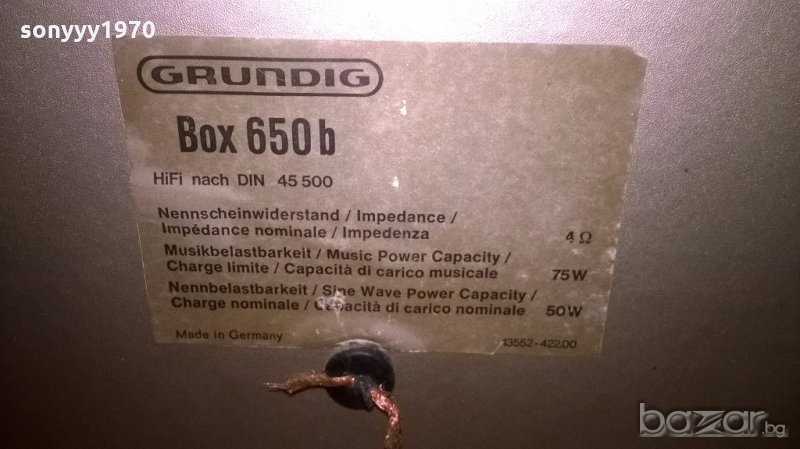 sonyyy1970
GRUNDIG
Box 650 b
HiFi nach DIN 45 500
Nennscheinwiderstand / Impedance /
Impédance nominale / Impedenza 4 Ω
Musikbelastbarkeit / Music Power Capacity /
Charge limite / Capacità di carico musicale 75 W
Nennbelastbarkeit / Sine Wave Power Capacity /
Charge nominale / Capacità di carico nominale 50 W
Made in Germany 13552-422.00
bazar.bg